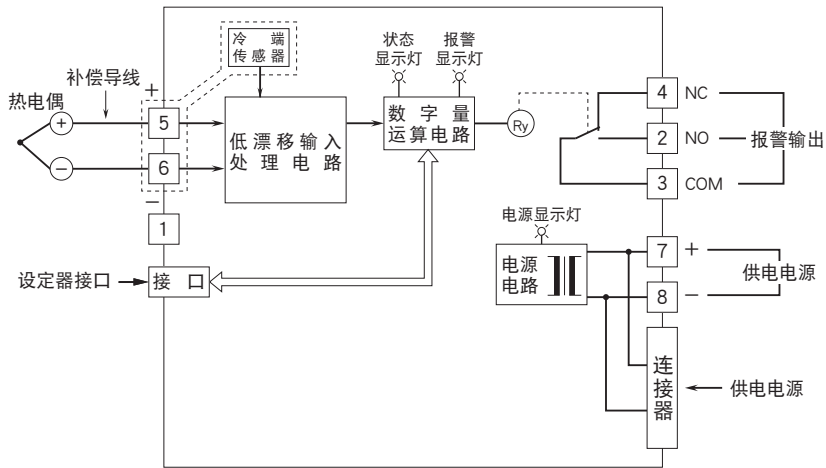 冷 端
传感器
状态
显示灯
报警
显示灯
补偿导线
热电偶
+
+
5
低漂移输入
处理电路
数字量
运算电路
Ry
4
NC
2
NO
报警输出
3
COM
−
6
−
1
设定器接口
接 口
电源显示灯
电源
电路
7
+
供电电源
8
−
连接器
供电电源